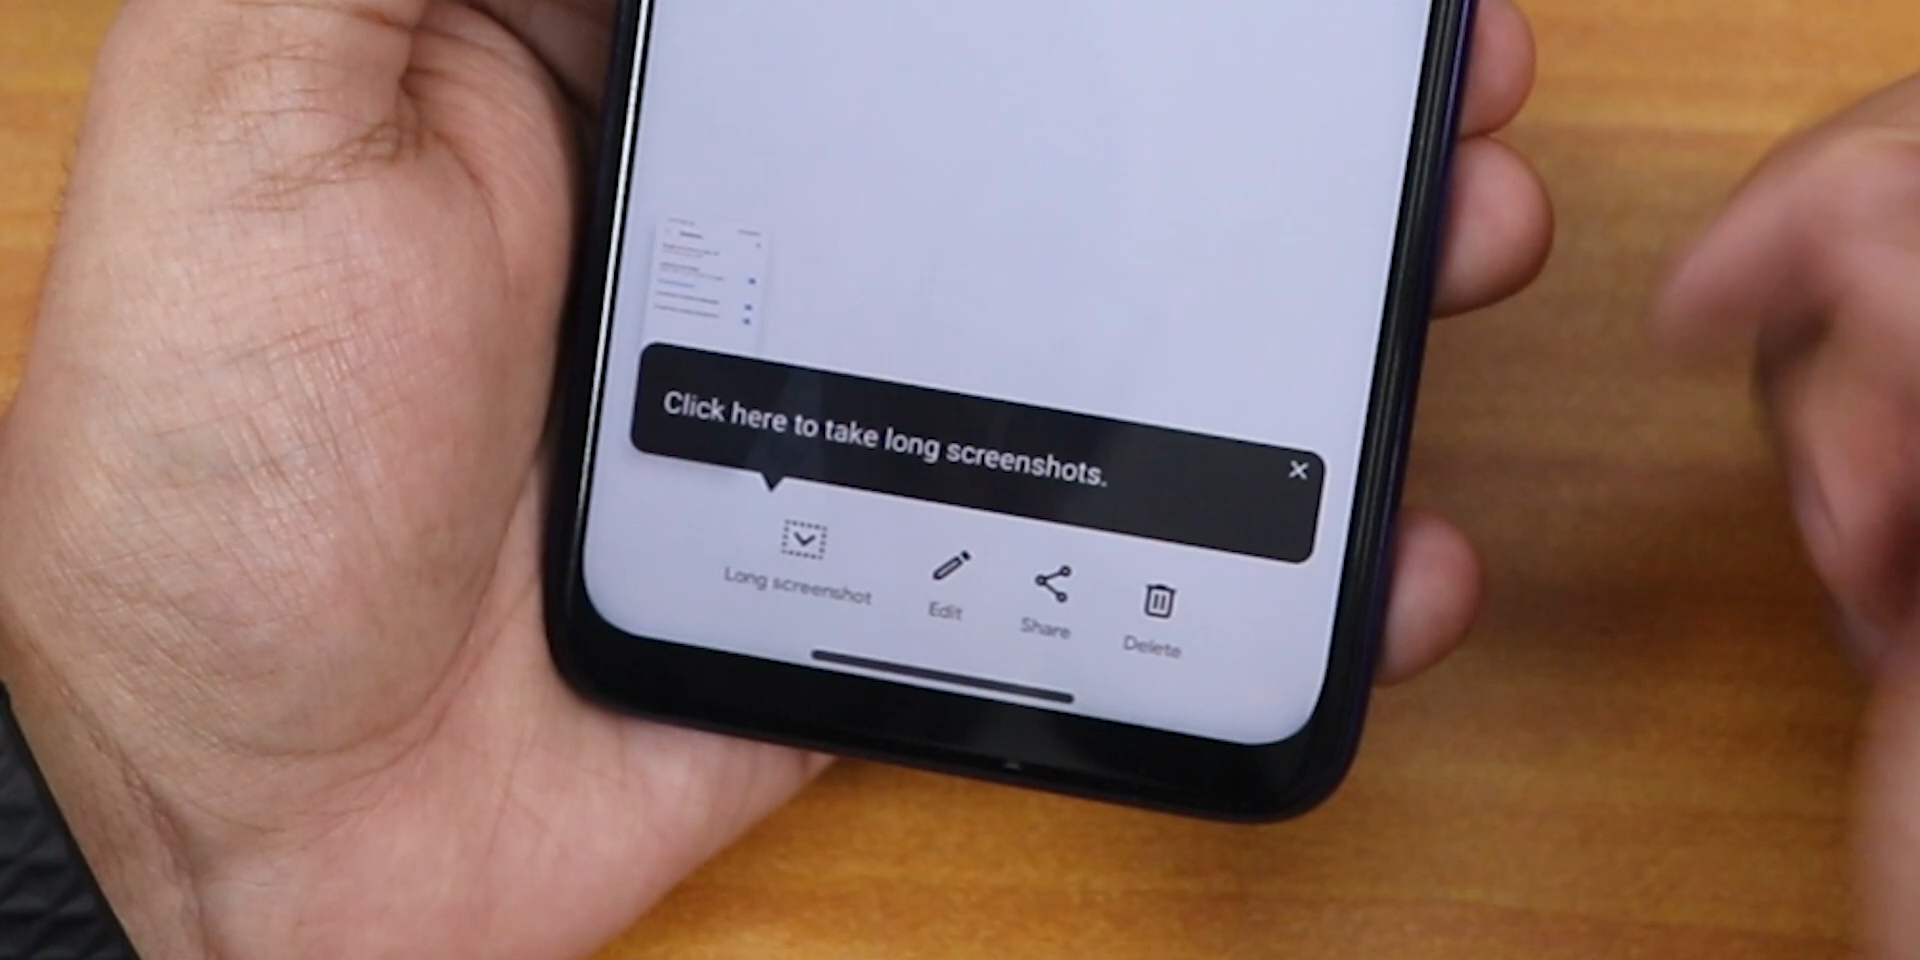 Click here to take long screenshots.
Long screenshot
Edit
Share
Delete